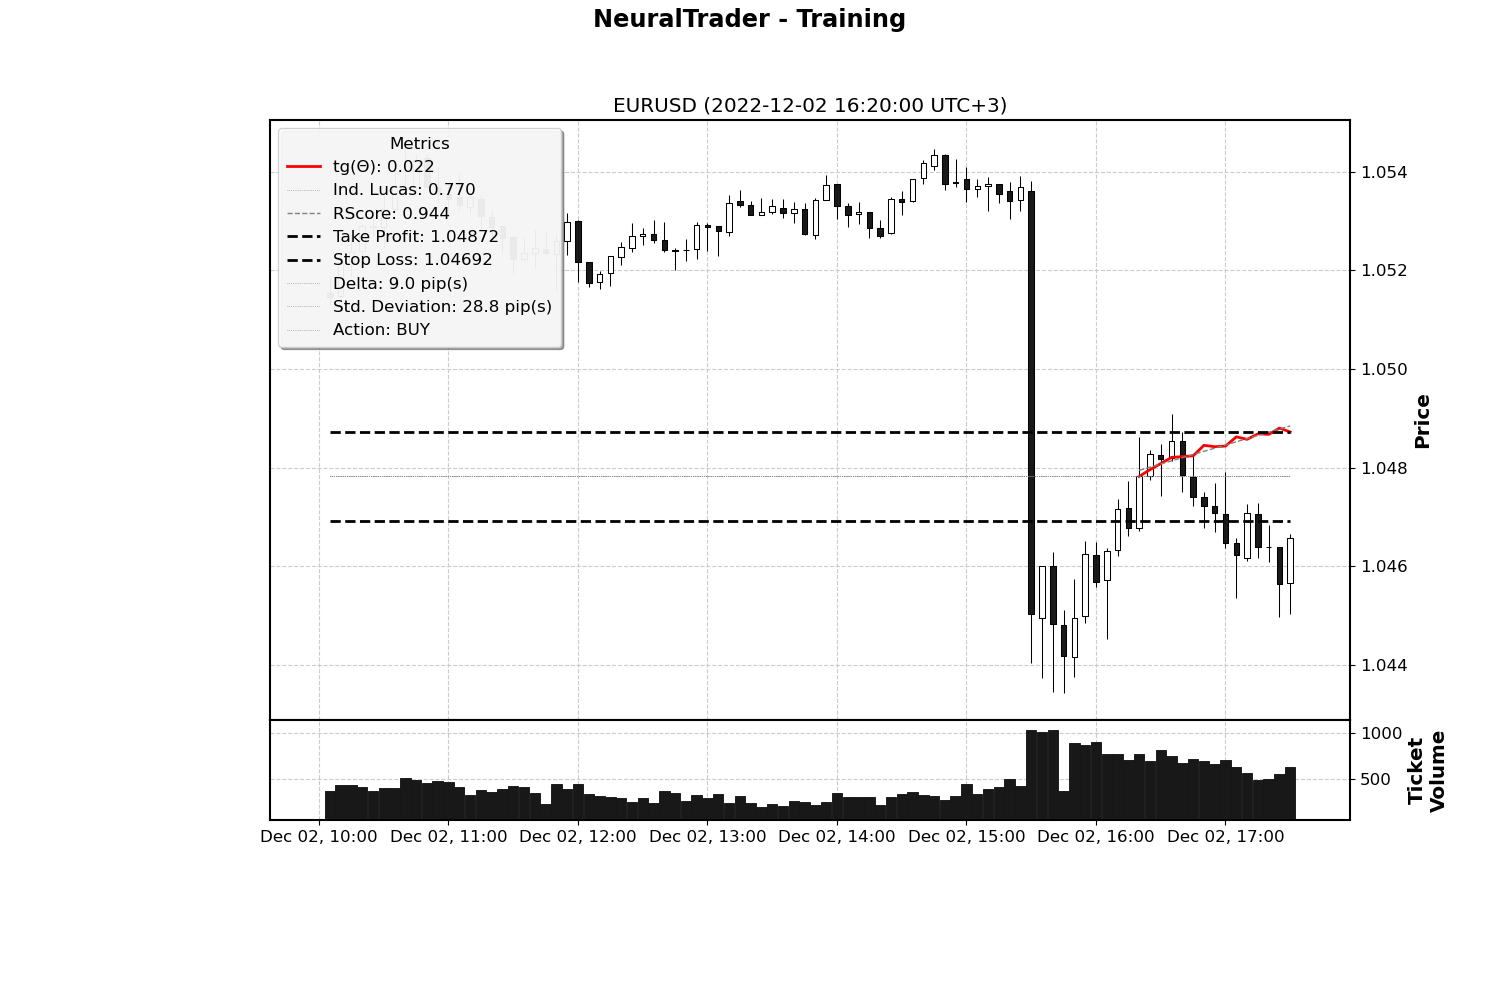 NeuralTrader - Training
EURUSD (2022-12-02 16:20:00 UTC+3)
Metrics
tg(Θ): 0.022
Ind. Lucas: 0.770
RScore: 0.944
Take Profit: 1.04872
Stop Loss: 1.04692
Delta: 9.0 pip(s)
Std. Deviation: 28.8 pip(s)
Action: BUY
1.054
1.052
1.050
1.048
1.046
1.044
Price
1000
500
Ticket
Volume
Dec 02, 10:00
Dec 02, 11:00
Dec 02, 12:00
Dec 02, 13:00
Dec 02, 14:00
Dec 02, 15:00
Dec 02, 16:00
Dec 02, 17:00